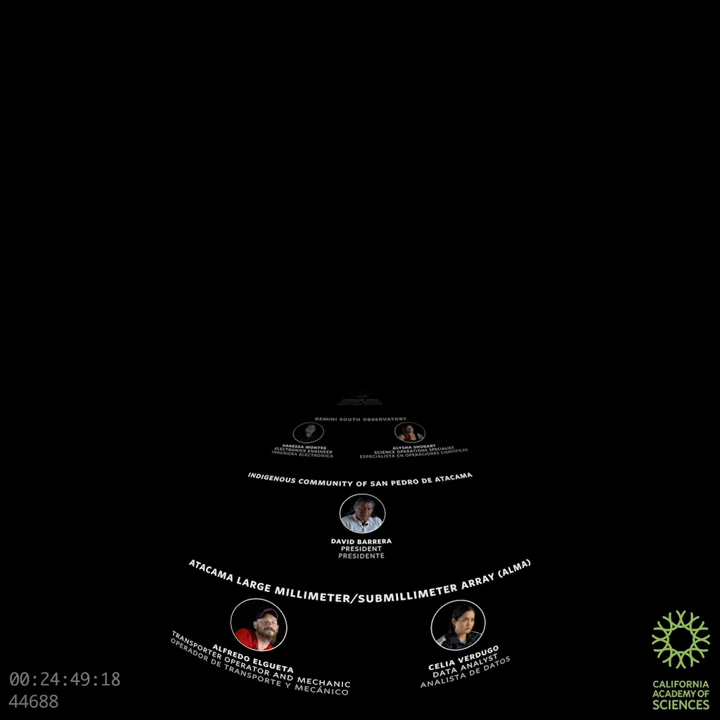 GEMINI SOUTH OBSERVATORY
VANESSA MONTES
ELECTRONICS ENGINEER
INGENIERA ELECTRÓNICA
ALYSHA SHUGART
SCIENCE OPERATIONS SPECIALIST
ESPECIALISTA EN OPERACIONES
INDIGENOUS COMMUNITY OF SAN PEDRO DE ATACAMA
DAVID BARRERA
PRESIDENT
PRESIDENTE
ATACAMA LARGE MILLIMETER/SUBMILLIMETER ARRAY (ALMA)
ALFREDO ELGUETA
TRANSPORTER OPERATOR AND MECHANIC
OPERADOR DE TRANSPORTE Y MECÁNICO
CELIA VERDUGO
DATA ANALYST
ANALISTA DE DATOS
00:24:49:18
44688
CALIFORNIA
ACADEMY OF
SCIENCES